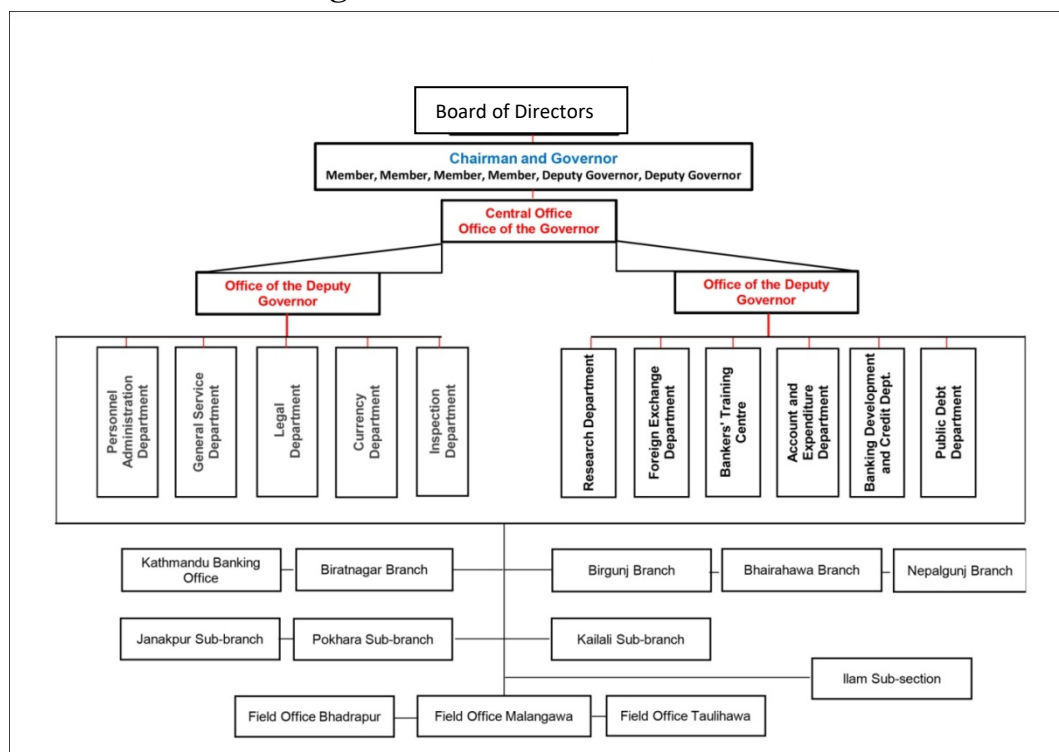 Board of Directors
Chairman and Governor
Member, Member, Member, Member, Deputy Governor, Deputy Governor
Central Office
Office of the Governor
Office of the Deputy
Governor
Office of the Deputy
Governor
Personnel
Administration
Department
General Service
Department
Legal
Department
Currency
Department
Inspection
Department
Research Department
Foreign Exchange
Department
Bankers' Training
Centre
Account and
Expenditure
Department
Banking Development
and Credit Dept.
Public Debt
Department
Kathmandu Banking
Office
Biratnagar Branch
Birgunj Branch
Bhairahawa Branch
Nepalgunj Branch
Janakpur Sub-branch
Pokhara Sub-branch
Kailali Sub-branch
Ilam Sub-section
Field Office Bhadrapur
Field Office Malangawa
Field Office Taulihawa